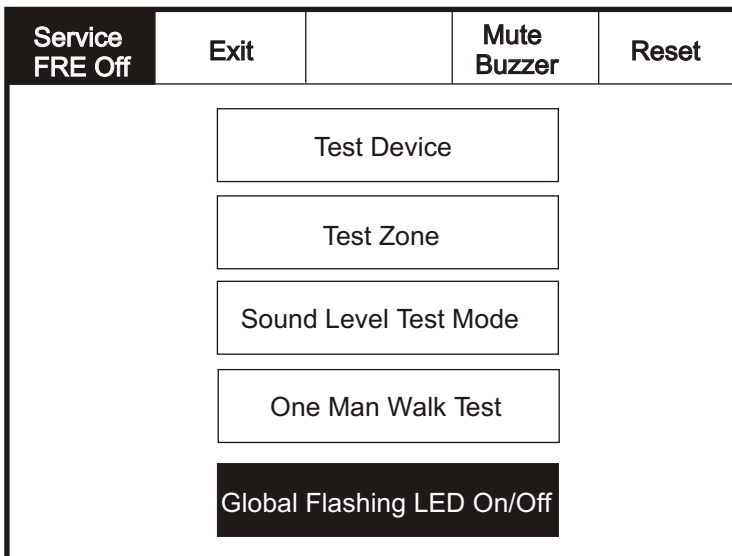 Service
FRE Off
Exit
Mute
Buzzer
Reset
Test Device
Test Zone
Sound Level Test Mode
One Man Walk Test
Global Flashing LED On/Off